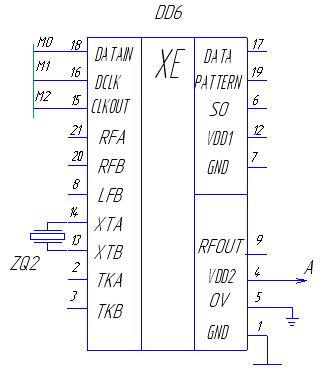 DD6
M0 18 DATAIN XE DATA 17
M1 16 DCLK PATTERN 19
M2 15 CLKOUT SO 6
21 RFA VDD1 12
20 RFB GND 7
8 LFB
14 XTA
13 XTB RFOUT 9
ZQ2
2 TKA VDD2 4 A
3 TKB OV 5
GND 1